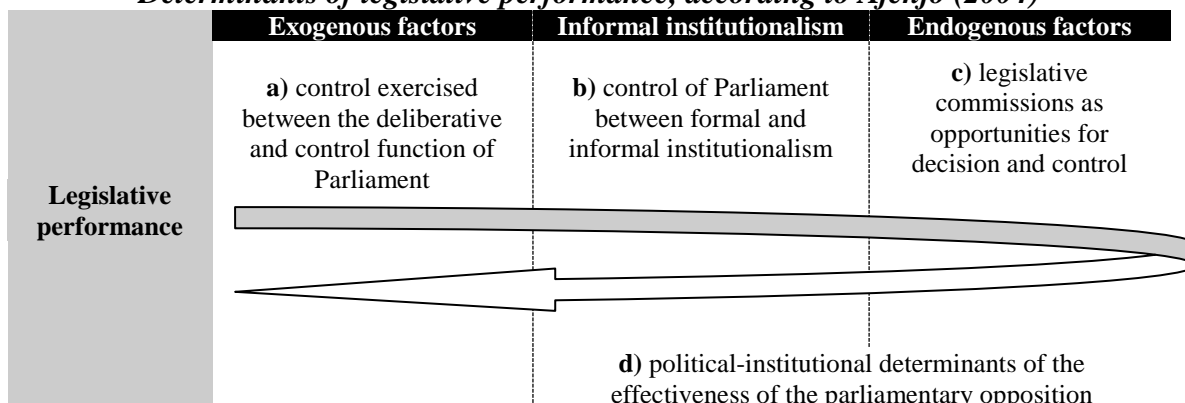 Determinants of legislative performance, according to Ajenjo (2004)
Exogenous factors Informal institutionalism Endogenous factors
a) control exercised
between the deliberative
and control function of
Parliament
b) control of Parliament
between formal and
informal institutionalism
c) legislative
commissions as
opportunities for
decision and control
Legislative
performance
d) political-institutional determinants of the
effectiveness of the parliamentary opposition